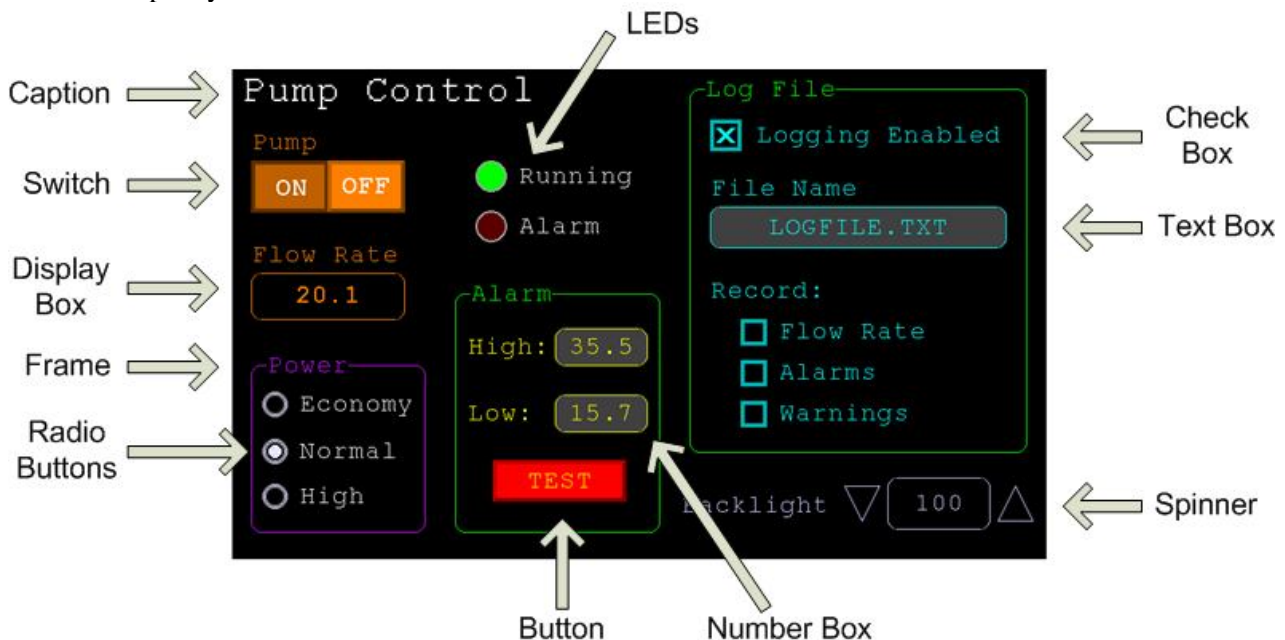 LEDs
Caption
Pump Control
Log File
Check
Box
Logging Enabled
Pump
Switch
ON
OFF
Running
File Name
LOGFILE.TXT
Text Box
Alarm
Display
Box
Flow Rate
20.1
Alarm
Record:
Flow Rate
High:
35.5
Alarms
Frame
Power
Economy
Low:
15.7
Warnings
Radio
Buttons
Normal
High
TEST
Backlight
100
Spinner
Button
Number Box